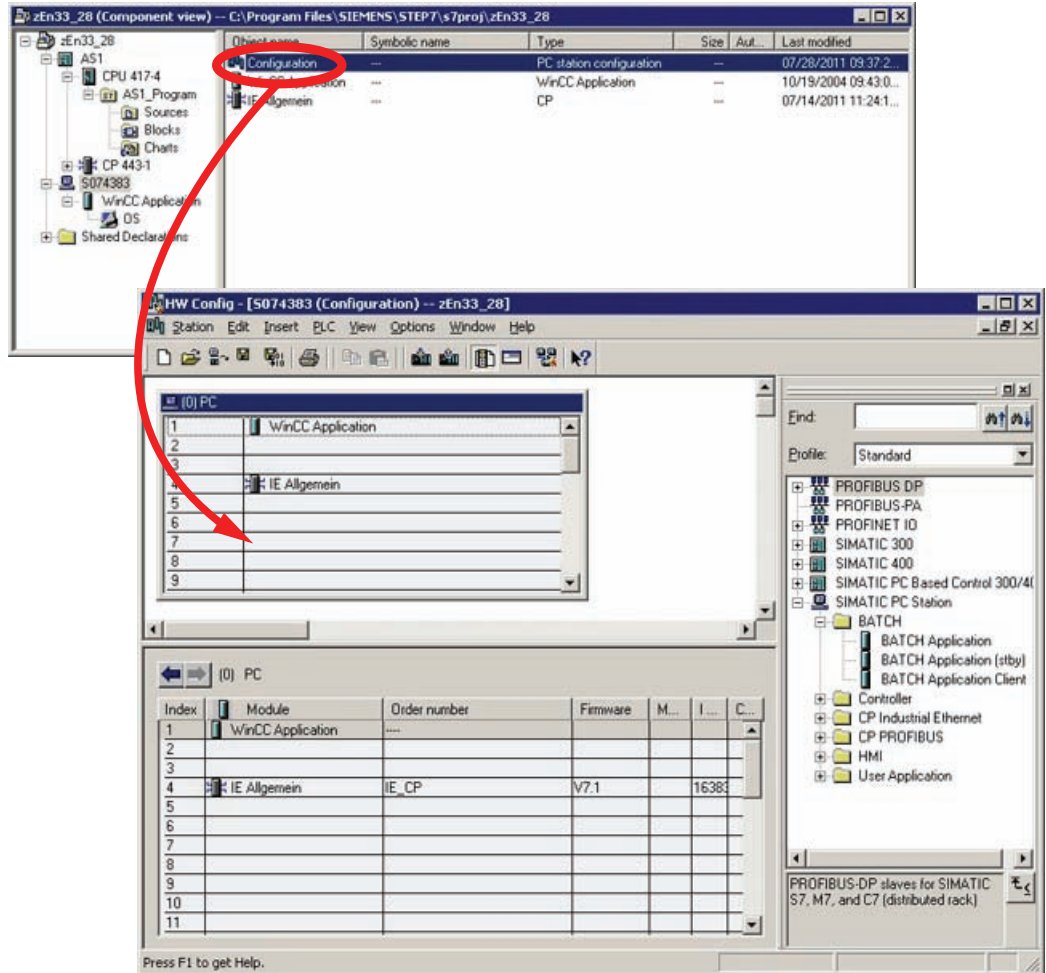 zEn33_28 (Component view) -- C:\Program Files\SIEMENS\STEP7\s7proj\zEn33_28
zEn33_28
AS1
CPU 417-4
AS1_Program
Sources
Blocks
Charts
CP 443-1
S074383
WinCC Application
OS
Shared Declarations
Object name Symbolic name Type Size Aut... Last modified
Configuration --- PC station configuration --- 07/28/2011 09:37:2...
WinCC Application --- WinCC Application --- 10/19/2004 09:43:0...
IE Allgemein --- CP --- 07/14/2011 11:24:1...
HW Config - [S074383 (Configuration) -- zEn33_28]
Station Edit Insert PLC View Options Window Help
(0) PC
1 WinCC Application
2
3
4 IE Allgemein
5
6
7
8
9
Find:
Profile: Standard
PROFIBUS DP
PROFIBUS-PA
PROFINET IO
SIMATIC 300
SIMATIC 400
SIMATIC PC Based Control 300/40
SIMATIC PC Station
BATCH
BATCH Application
BATCH Application (stby)
BATCH Application Client
Controller
CP Industrial Ethernet
CP PROFIBUS
HMI
User Application
PROFIBUS-DP slaves for SIMATIC
S7, M7, and C7 (distributed rack)
(0) PC
Index Module Order number Firmware M... I ... C...
1 WinCC Application ----
2
3
4 IE Allgemein IE_CP V7.1 16383
5
6
7
8
9
10
11
Press F1 to get Help.